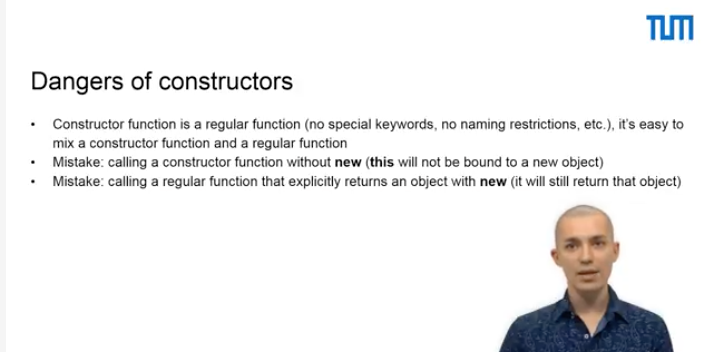 TUM
Dangers of constructors
• Constructor function is a regular function (no special keywords, no naming restrictions, etc.), it's easy to
mix a constructor function and a regular function
• Mistake: calling a constructor function without new (this will not be bound to a new object)
• Mistake: calling a regular function that explicitly returns an object with new (it will still return that object)